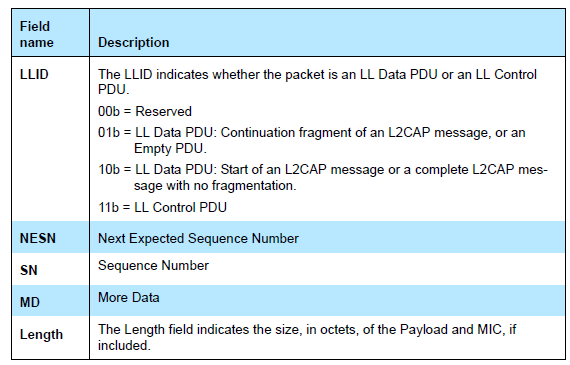 Field
name
Description
LLID
The LLID indicates whether the packet is an LL Data PDU or an LL Control
PDU.
00b = Reserved
01b = LL Data PDU: Continuation fragment of an L2CAP message, or an
Empty PDU.
10b = LL Data PDU: Start of an L2CAP message or a complete L2CAP mes-
sage with no fragmentation.
11b = LL Control PDU
NESN
Next Expected Sequence Number
SN
Sequence Number
MD
More Data
Length
The Length field indicates the size, in octets, of the Payload and MIC, if
included.